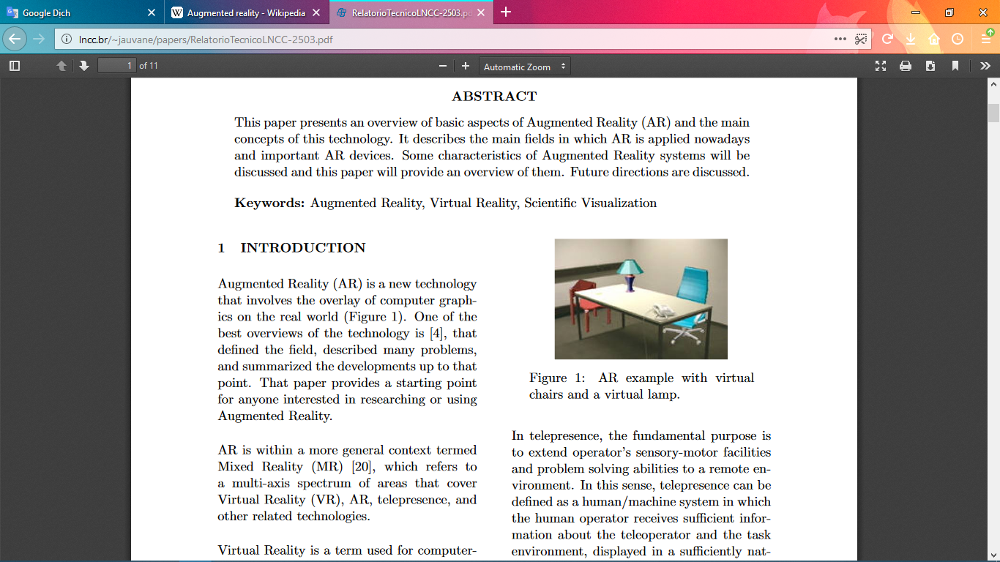 Google Dịch
Augmented reality - Wikipedia
RelatorioTecnicoLNCC-2503.pd
lncc.br/~jauvane/papers/RelatorioTecnicoLNCC-2503.pdf
1 of 11
Automatic Zoom
ABSTRACT
This paper presents an overview of basic aspects of Augmented Reality (AR) and the main
concepts of this technology. It describes the main fields in which AR is applied nowadays
and important AR devices. Some characteristics of Augmented Reality systems will be
discussed and this paper will provide an overview of them. Future directions are discussed.
Keywords: Augmented Reality, Virtual Reality, Scientific Visualization
1 INTRODUCTION
Augmented Reality (AR) is a new technology
that involves the overlay of computer graph-
ics on the real world (Figure 1). One of the
best overviews of the technology is [4], that
defined the field, described many problems,
and summarized the developments up to that
point. That paper provides a starting point
for anyone interested in researching or using
Augmented Reality.
AR is within a more general context termed
Mixed Reality (MR) [20], which refers to
a multi-axis spectrum of areas that cover
Virtual Reality (VR), AR, telepresence, and
other related technologies.
Virtual Reality is a term used for computer-
Figure 1: AR example with virtual
chairs and a virtual lamp.
In telepresence, the fundamental purpose is
to extend operator's sensory-motor facilities
and problem solving abilities to a remote en-
vironment. In this sense, telepresence can be
defined as a human/machine system in which
the human operator receives sufficient infor-
mation about the teleoperator and the task
environment, displayed in a sufficiently nat-